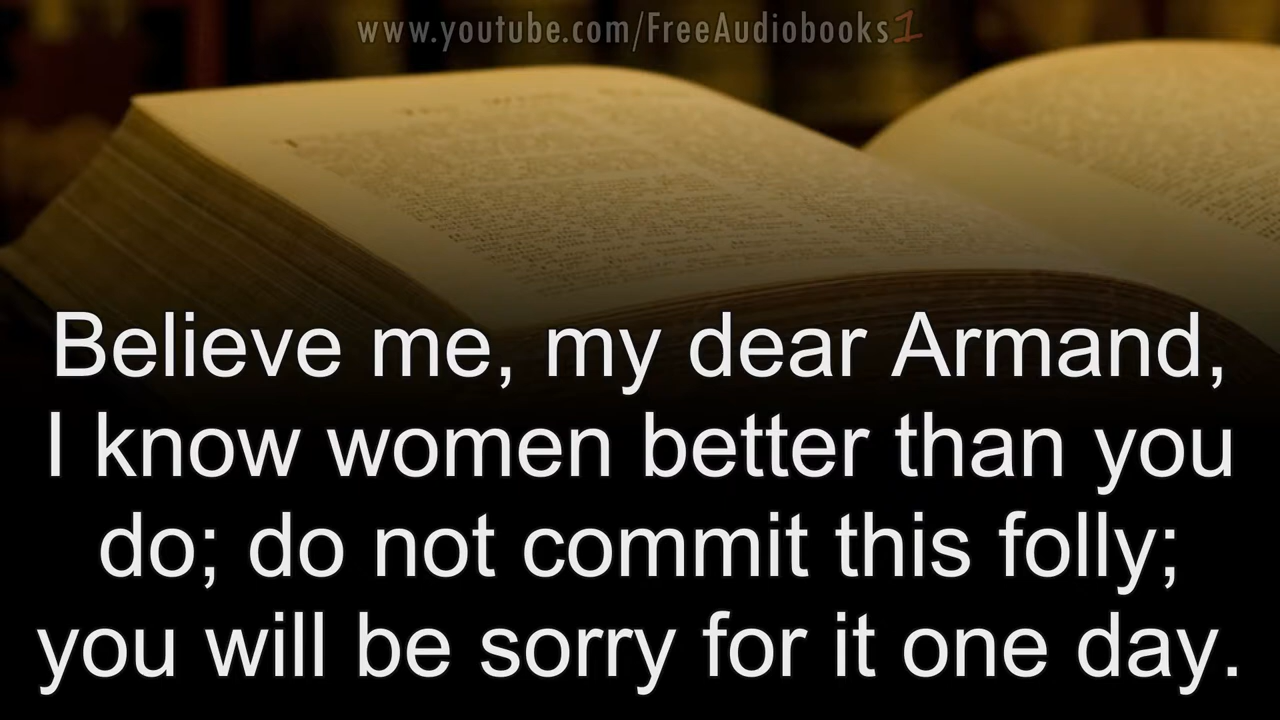 www.youtube.com/FreeAudiobooks1
Believe me, my dear Armand,
I know women better than you
do; do not commit this folly;
you will be sorry for it one day.